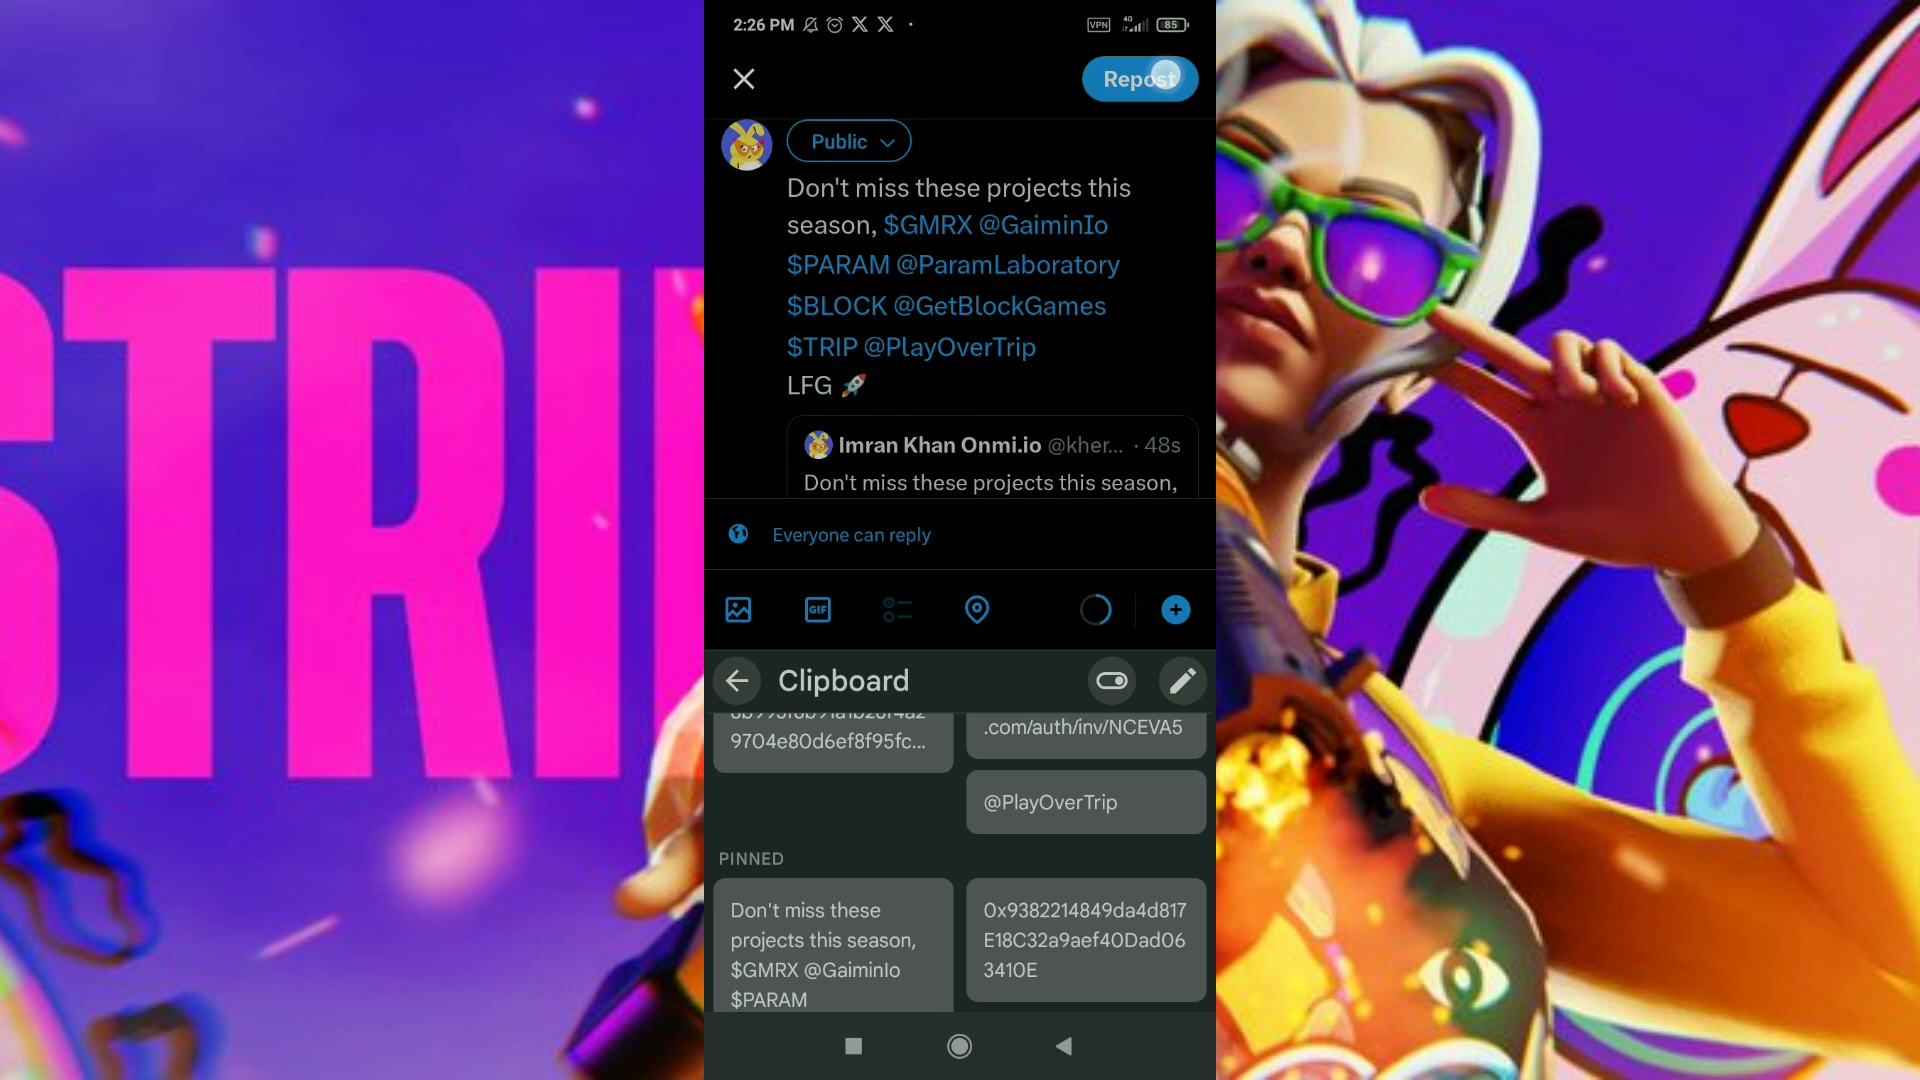 STRI
2:26 PM
VPN 4G 85
Repost
Public
Don't miss these projects this
season, $GMRX @GaiminIo
$PARAM @ParamLaboratory
$BLOCK @GetBlockGames
$TRIP @PlayOverTrip
LFG 🚀
Imran Khan Onmi.io @kher... · 48s
Don't miss these projects this season,
Everyone can reply
GIF
Clipboard
9704e80d6ef8f95fc...
.com/auth/inv/NCEVA5
@PlayOverTrip
PINNED
Don't miss these
projects this season,
$GMRX @GaiminIo
$PARAM
0x9382214849da4d817
E18C32a9aef40Dad06
3410E